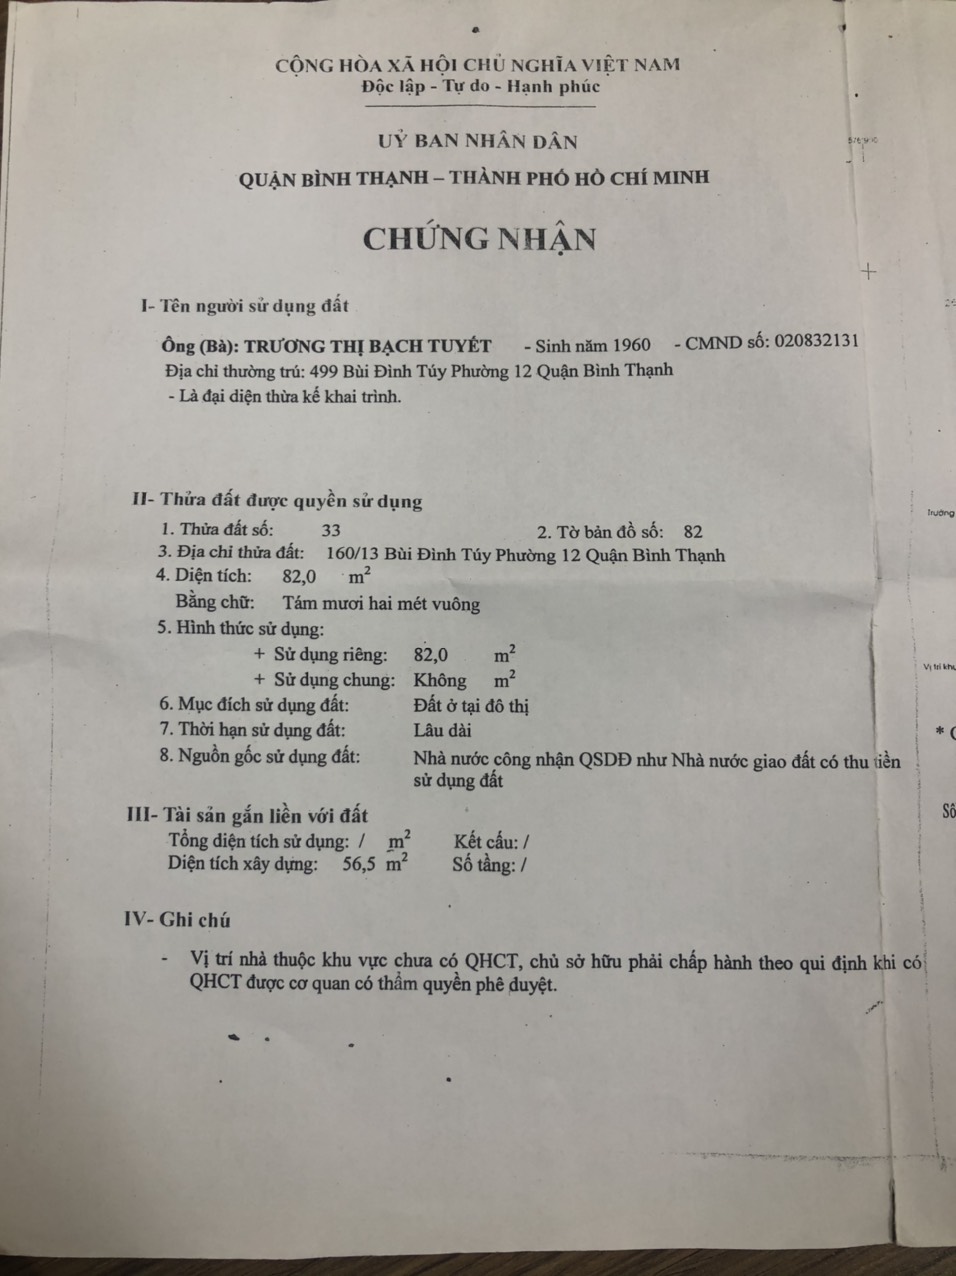 CỘNG HÒA XÃ HỘI CHỦ NGHĨA VIỆT NAM
Độc lập - Tự do - Hạnh phúc
UỶ BAN NHÂN DÂN
QUẬN BÌNH THẠNH – THÀNH PHỐ HỒ CHÍ MINH
CHỨNG NHẬN
I- Tên người sử dụng đất
Ông (Bà): TRƯƠNG THỊ BẠCH TUYẾT - Sinh năm 1960 - CMND số: 020832131
Địa chỉ thường trú: 499 Bùi Đình Túy Phường 12 Quận Bình Thạnh
- Là đại diện thừa kế khai trình.
II- Thửa đất được quyền sử dụng
1. Thửa đất số: 33 2. Tờ bản đồ số: 82
3. Địa chỉ thửa đất: 160/13 Bùi Đình Túy Phường 12 Quận Bình Thạnh
4. Diện tích: 82,0 m²
Bằng chữ: Tám mươi hai mét vuông
5. Hình thức sử dụng:
+ Sử dụng riêng: 82,0 m²
+ Sử dụng chung: Không m²
6. Mục đích sử dụng đất: Đất ở tại đô thị
7. Thời hạn sử dụng đất: Lâu dài
8. Nguồn gốc sử dụng đất: Nhà nước công nhận QSDĐ như Nhà nước giao đất có thu tiền
sử dụng đất
III- Tài sản gắn liền với đất
Tổng diện tích sử dụng: / m² Kết cấu: /
Diện tích xây dựng: 56,5 m² Số tầng: /
IV- Ghi chú
- Vị trí nhà thuộc khu vực chưa có QHCT, chủ sở hữu phải chấp hành theo qui định khi có
QHCT được cơ quan có thẩm quyền phê duyệt.
Trường
Vị trí khu
* 
Số